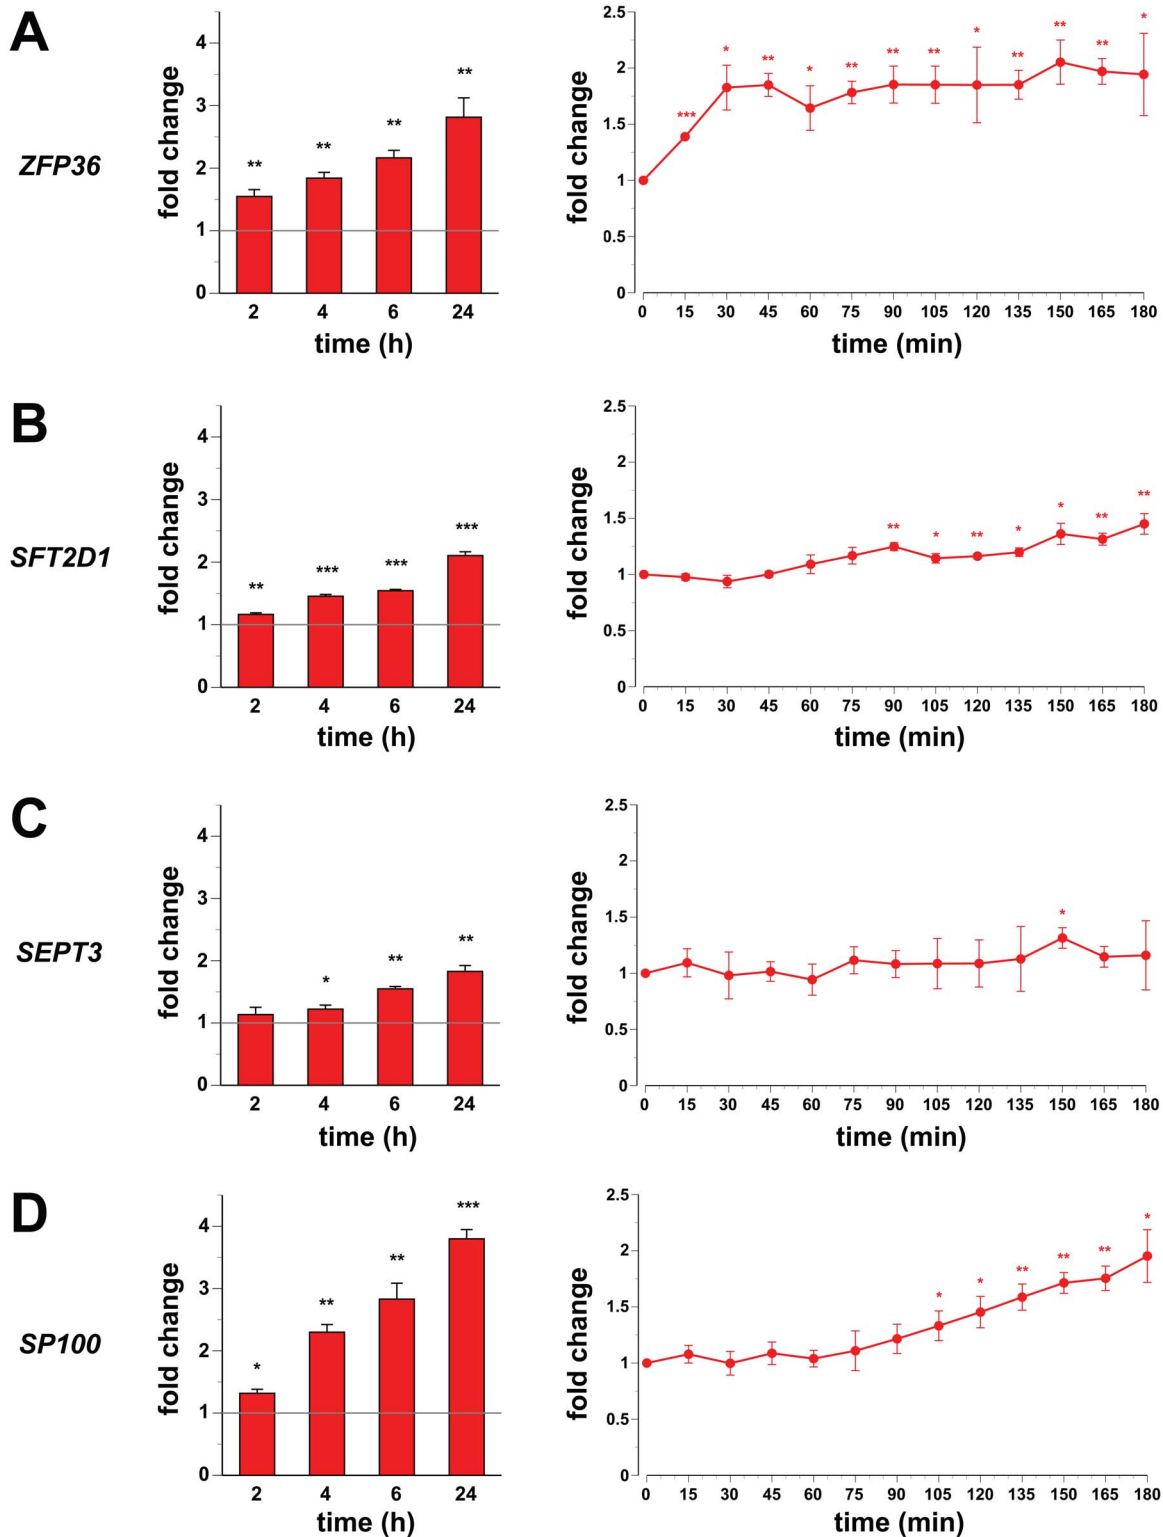 A
ZFP36
fold change
4
3
2
1
0
** ** ** **
2 4 6 24
time (h)
fold change
2.5
2
1.5
1
0.5
0
*** * ** * ** ** ** * ** ** ** *
0 15 30 45 60 75 90 105 120 135 150 165 180
time (min)
B
SFT2D1
fold change
4
3
2
1
0
** *** *** ***
2 4 6 24
time (h)
fold change
2.5
2
1.5
1
0.5
0
** * ** * * ** **
0 15 30 45 60 75 90 105 120 135 150 165 180
time (min)
C
SEPT3
fold change
4
3
2
1
0
* ** **
2 4 6 24
time (h)
fold change
2.5
2
1.5
1
0.5
0
*
0 15 30 45 60 75 90 105 120 135 150 165 180
time (min)
D
SP100
fold change
4
3
2
1
0
* ** ** ***
2 4 6 24
time (h)
fold change
2.5
2
1.5
1
0.5
0
* * ** ** ** *
0 15 30 45 60 75 90 105 120 135 150 165 180
time (min)